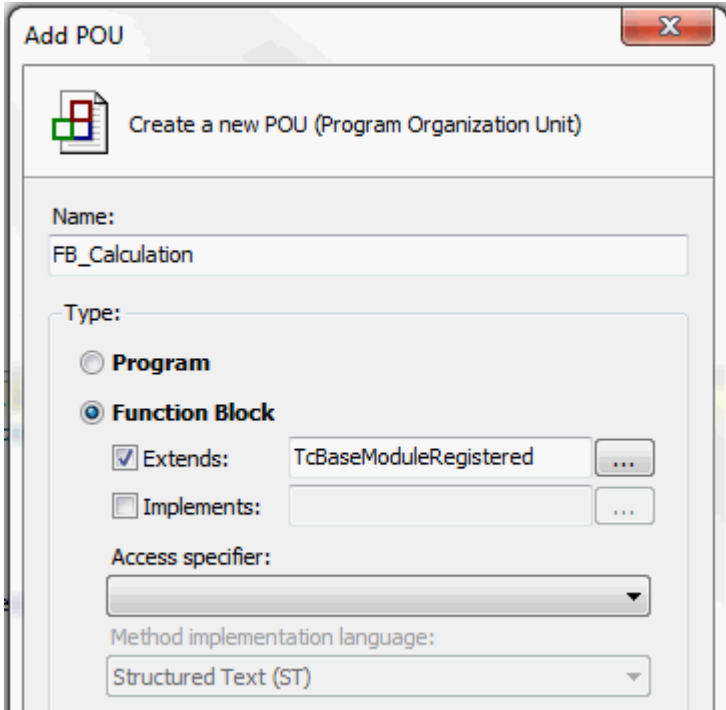 Add POU
Create a new POU (Program Organization Unit)
Name:
FB_Calculation
Type:
Program
Function Block
Extends: TcBaseModuleRegistered ...
Implements: ...
Access specifier:
Method implementation language:
Structured Text (ST)